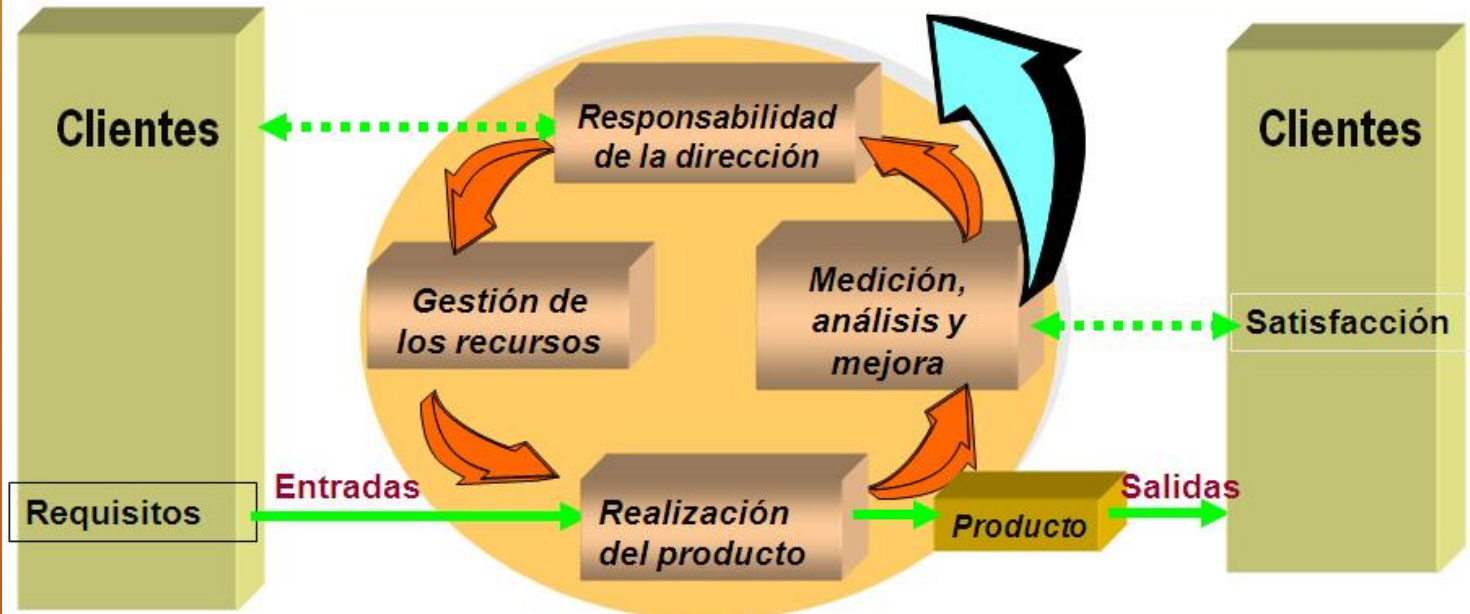 Clientes
Responsabilidad
de la dirección
Clientes
Gestión de
los recursos
Medición,
análisis y
mejora
Satisfacción
Requisitos
Entradas
Realización
del producto
Producto
Salidas